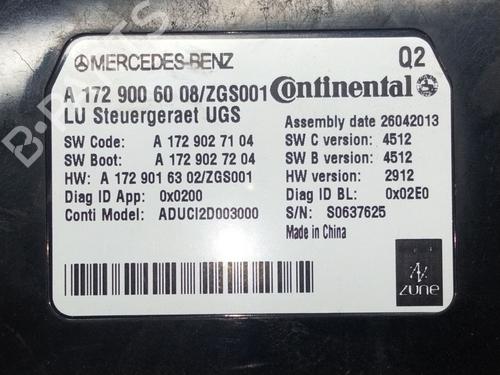 MERCEDES-BENZ Q2
A 172 900 60 08/ZGS001 Continental
LU Steuergeraet UGS
Assembly date 26042013
SW Code: A 172 902 71 04 SW C version: 4512
SW Boot: A 172 902 72 04 SW B version: 4512
HW: A 172 901 63 02/ZGS001 HW version: 2912
Diag ID App: 0x0200 Diag ID BL: 0x02E0
Conti Model: ADUCI2D003000 S/N: S0637625
Made in China
zune